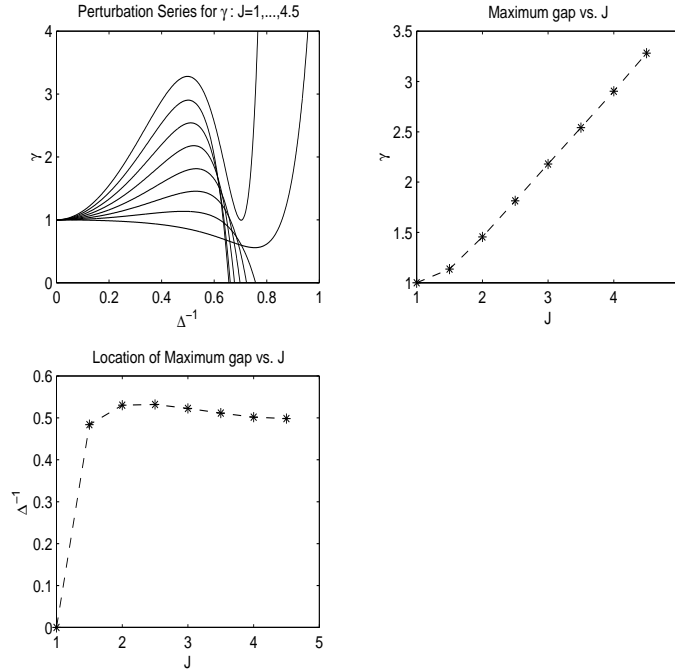 Perturbation Series for γ: J=1,...,4.5
4
3
2
1
0
γ
0 0.2 0.4 0.6 0.8 1
Δ⁻¹
Maximum gap vs. J
3.5
3
2.5
2
1.5
1
γ
1 2 3 4
J
Location of Maximum gap vs. J
0.6
0.5
0.4
0.3
0.2
0.1
0
Δ⁻¹
1 2 3 4 5
J